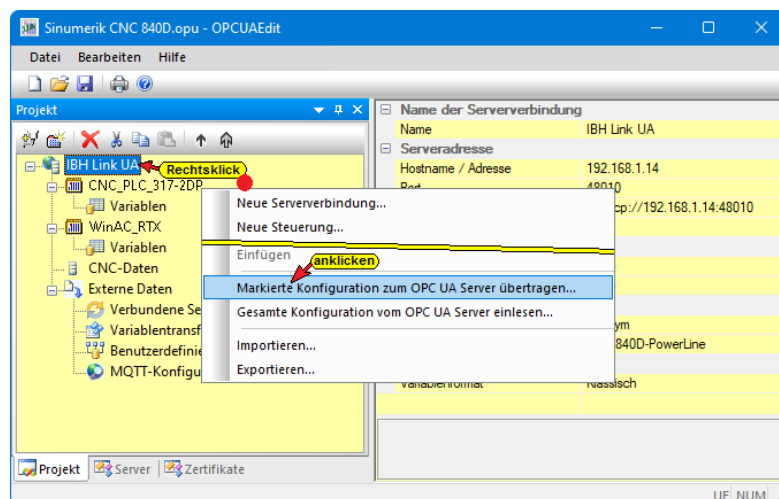 Sinumerik CNC 840D.opu - OPCUAEdit
Datei Bearbeiten Hilfe
Projekt
IBH Link UA
Rechtsklick
CNC_PLC_317-2DP
Variablen
WinAC_RTX
Variablen
CNC-Daten
Externe Daten
Verbundene Se
Variablentransf
Benutzerdefinie
MQTT-Konfigu
Neue Serververbindung...
Neue Steuerung...
Einfügen
anklicken
Markierte Konfiguration zum OPC UA Server übertragen...
Gesamte Konfiguration vom OPC UA Server einlesen...
Importieren...
Exportieren...
Name der Serververbindung
Name IBH Link UA
Serveradresse
Hostname / Adresse 192.168.1.14
Port 48010
cp://192.168.1.14:48010
ym
840D-PowerLine
Variablenformat Klassisch
Projekt Server Zertifikate
UF NUM